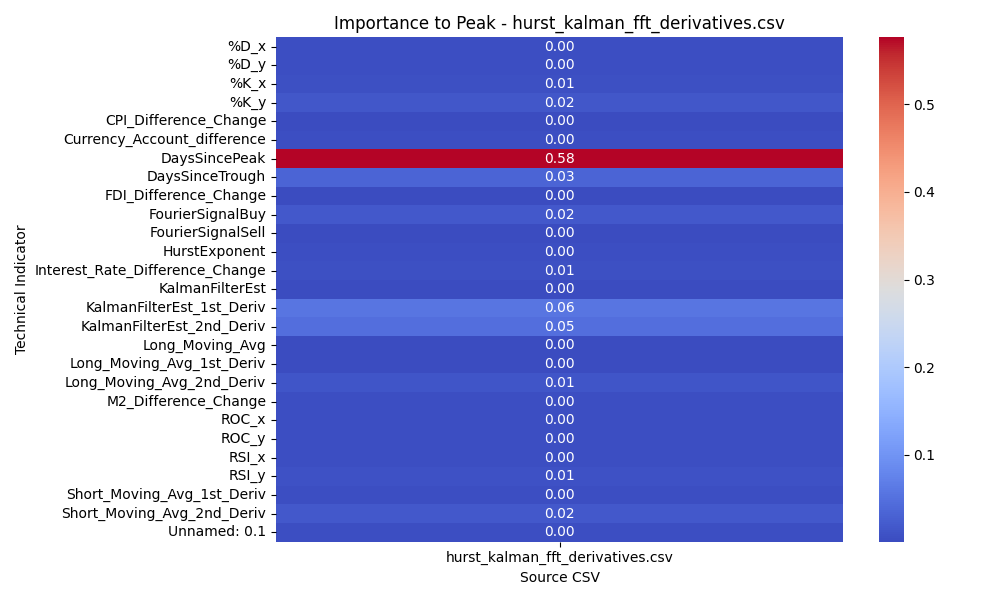 Importance to Peak - hurst_kalman_fft_derivatives.csv
%D_x 0.00
%D_y 0.00
%K_x 0.01
%K_y 0.02
CPI_Difference_Change 0.00
Currency_Account_difference 0.00
DaysSincePeak 0.58
DaysSinceTrough 0.03
FDI_Difference_Change 0.00
FourierSignalBuy 0.02
FourierSignalSell 0.00
HurstExponent 0.00
Interest_Rate_Difference_Change 0.01
KalmanFilterEst 0.00
KalmanFilterEst_1st_Deriv 0.06
KalmanFilterEst_2nd_Deriv 0.05
Long_Moving_Avg 0.00
Long_Moving_Avg_1st_Deriv 0.00
Long_Moving_Avg_2nd_Deriv 0.01
M2_Difference_Change 0.00
ROC_x 0.00
ROC_y 0.00
RSI_x 0.00
RSI_y 0.01
Short_Moving_Avg_1st_Deriv 0.00
Short_Moving_Avg_2nd_Deriv 0.02
Unnamed: 0.1 0.00
Technical Indicator
hurst_kalman_fft_derivatives.csv
Source CSV
0.5
0.4
0.3
0.2
0.1